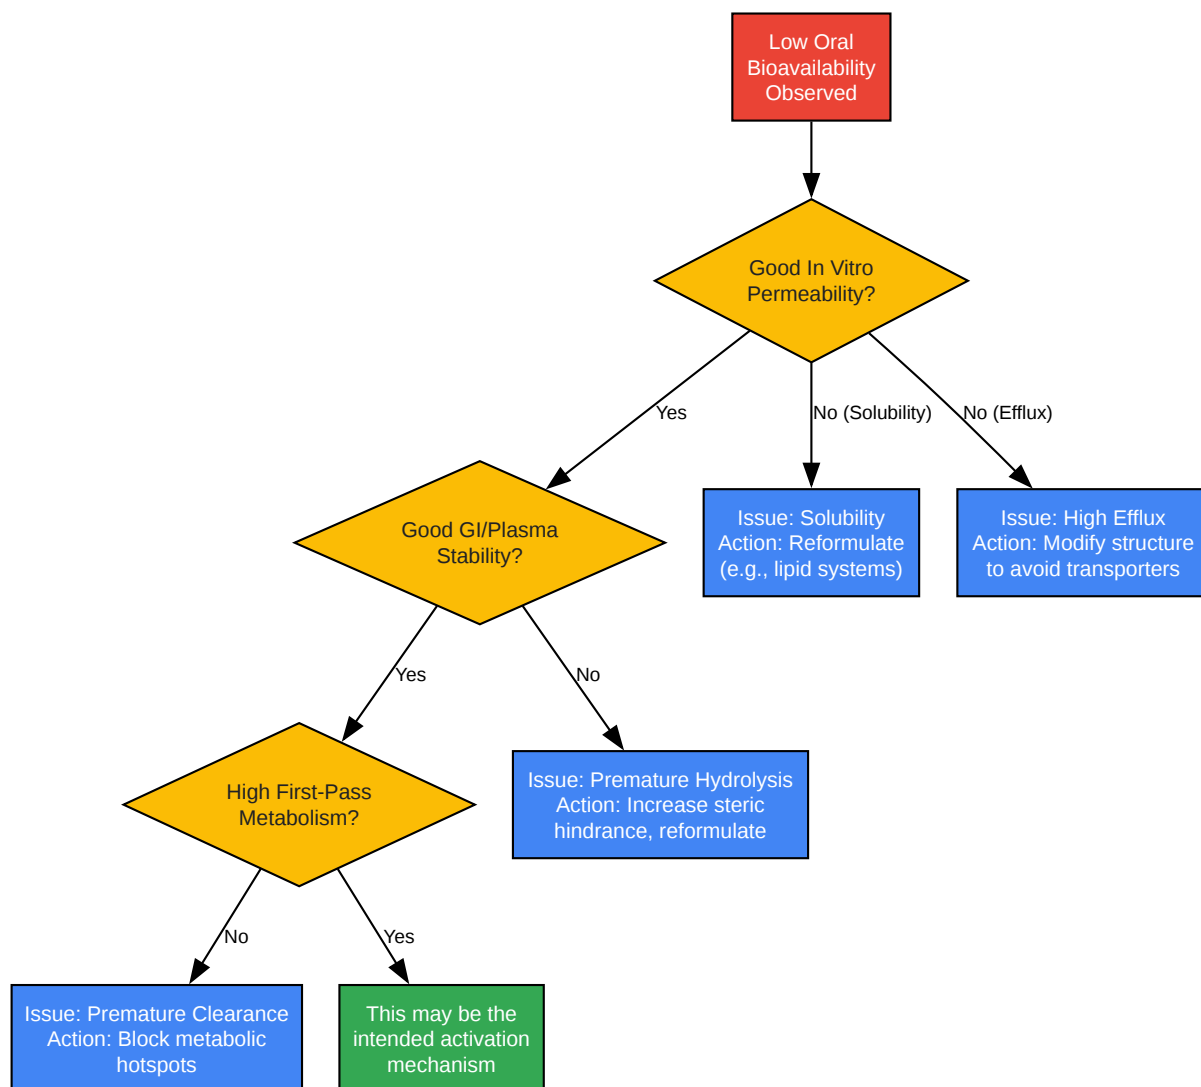 Low Oral
Bioavailability
Observed
Good In Vitro
Permeability?
Yes
No (Solubility)
No (Efflux)
Good GI/Plasma
Stability?
Issue: Solubility
Action: Reformulate
(e.g., lipid systems)
Issue: High Efflux
Action: Modify structure
to avoid transporters
Yes
No
High First-Pass
Metabolism?
Issue: Premature Hydrolysis
Action: Increase steric
hindrance, reformulate
No
Yes
Issue: Premature Clearance
Action: Block metabolic
hotspots
This may be the
intended activation
mechanism